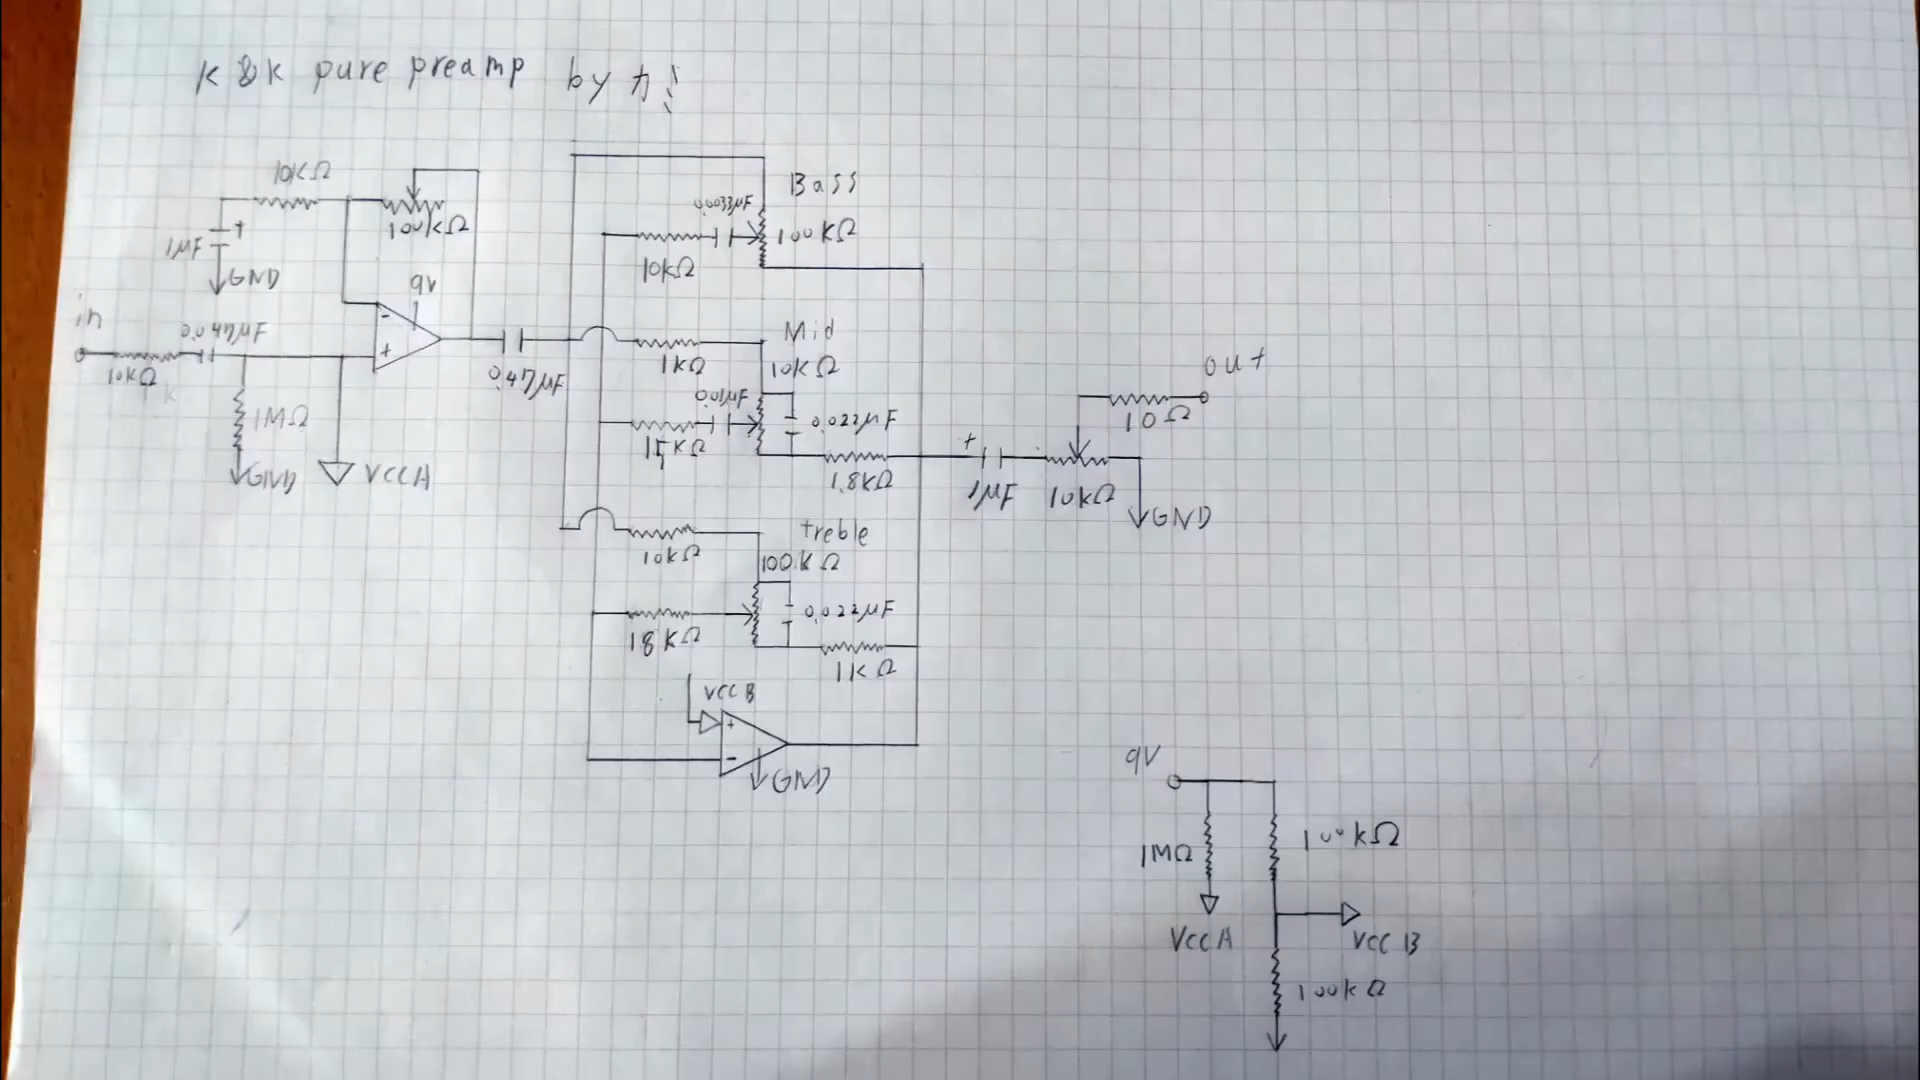 K&K pure preamp by
10KΩ
100KΩ
1μF
+
GND
9V
in
0.047μF
10KΩ
-
+
1MΩ
GND
VCCA
0.47μF
Bass
0.0033μF
100KΩ
10KΩ
Mid
1KΩ
10KΩ
0.01μF
0.022μF
15KΩ
1.8KΩ
treble
10KΩ
100KΩ
0.022μF
18KΩ
1KΩ
VCCB
+
-
GND
out
10Ω
+
1μF
10KΩ
GND
9V
1MΩ
100KΩ
VCCA
VCCB
100KΩ